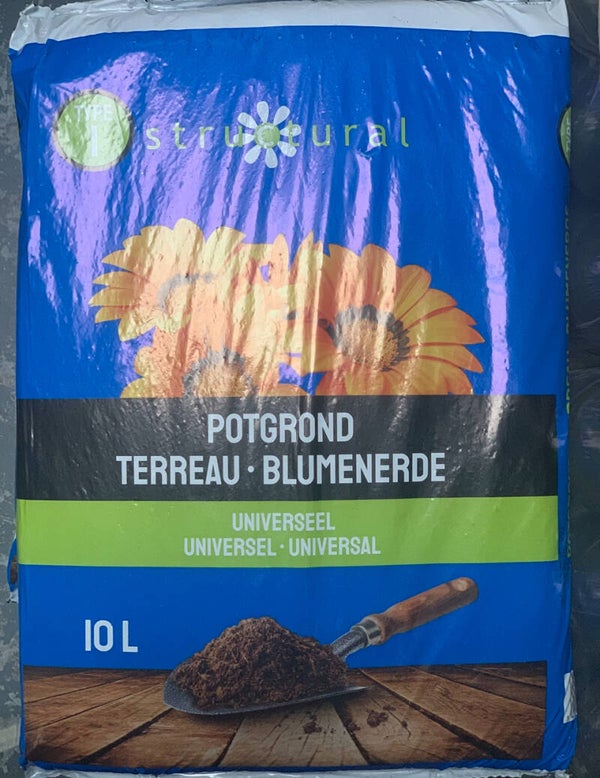 TYPE
1
structural
POTGROND
TERREAU · BLUMENERDE
UNIVERSEEL
UNIVERSEL · UNIVERSAL
10 L